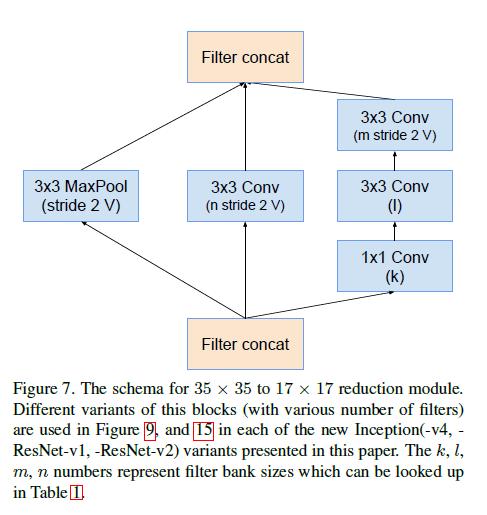 Filter concat
3x3 Conv
(m stride 2 V)
3x3 MaxPool
(stride 2 V)
3x3 Conv
(n stride 2 V)
3x3 Conv
(l)
1x1 Conv
(k)
Filter concat
Figure 7. The schema for 35 × 35 to 17 × 17 reduction module.
Different variants of this blocks (with various number of filters)
are used in Figure 9, and 15 in each of the new Inception(-v4, -
ResNet-v1, -ResNet-v2) variants presented in this paper. The k, l,
m, n numbers represent filter bank sizes which can be looked up
in Table 1.